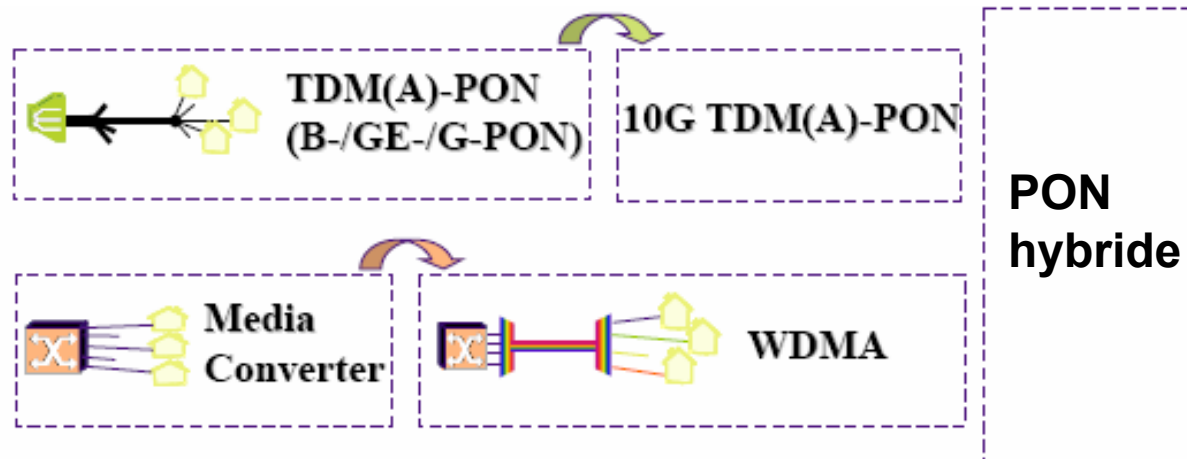 TDM(A)-PON
(B-/GE-/G-PON)
10G TDM(A)-PON
PON
hybride
Media
Converter
WDMA